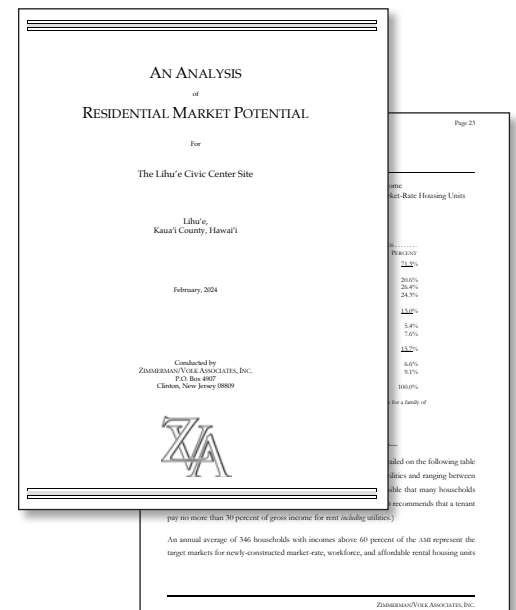 AN ANALYSIS
of
RESIDENTIAL MARKET POTENTIAL
For
The Lihu'e Civic Center Site
Lihu'e,
Kaua'i County, Hawai'i
February, 2024
Conducted by
ZIMMERMAN/VOLK ASSOCIATES, INC.
P.O. Box 4907
Clinton, New Jersey 08809
ZVA
Page 23
ket-Rate Housing Units
PERCENT
71.3%
20.6%
26.4%
24.3%
13.0%
5.4%
7.6%
15.7%
6.6%
9.1%
100.0%
for a family of
ailed on the following table
ilities and ranging between
ible that many households
recommends that a tenant
pay no more than 30 percent of gross income for rent including utilities.)
An annual average of 346 households with incomes above 60 percent of the AMI represent the
target markets for newly-constructed market-rate, workforce, and affordable rental housing units
ZIMMERMAN/VOLK ASSOCIATES, INC.